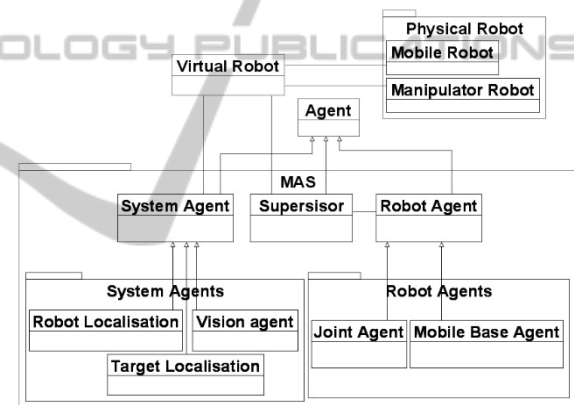 Physical Robot
OLOGY PUBLICATIONS
Mobile Robot
Virtual Robot
Manipulator Robot
Agent
MAS
System Agent
Supersisor
Robot Agent
System Agents
Robot Agents
Robot Localisation
Vision agent
Joint Agent
Mobile Base Agent
Target Localisation